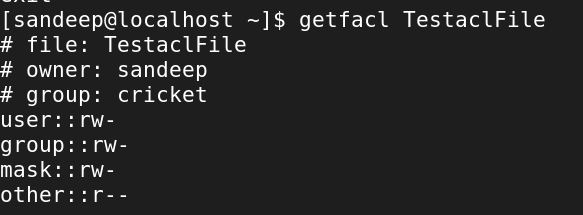 [sandeep@localhost ~]$ getfacl TestaclFile
# file: TestaclFile
# owner: sandeep
# group: cricket
user::rw-
group::rw-
mask::rw-
other::r--